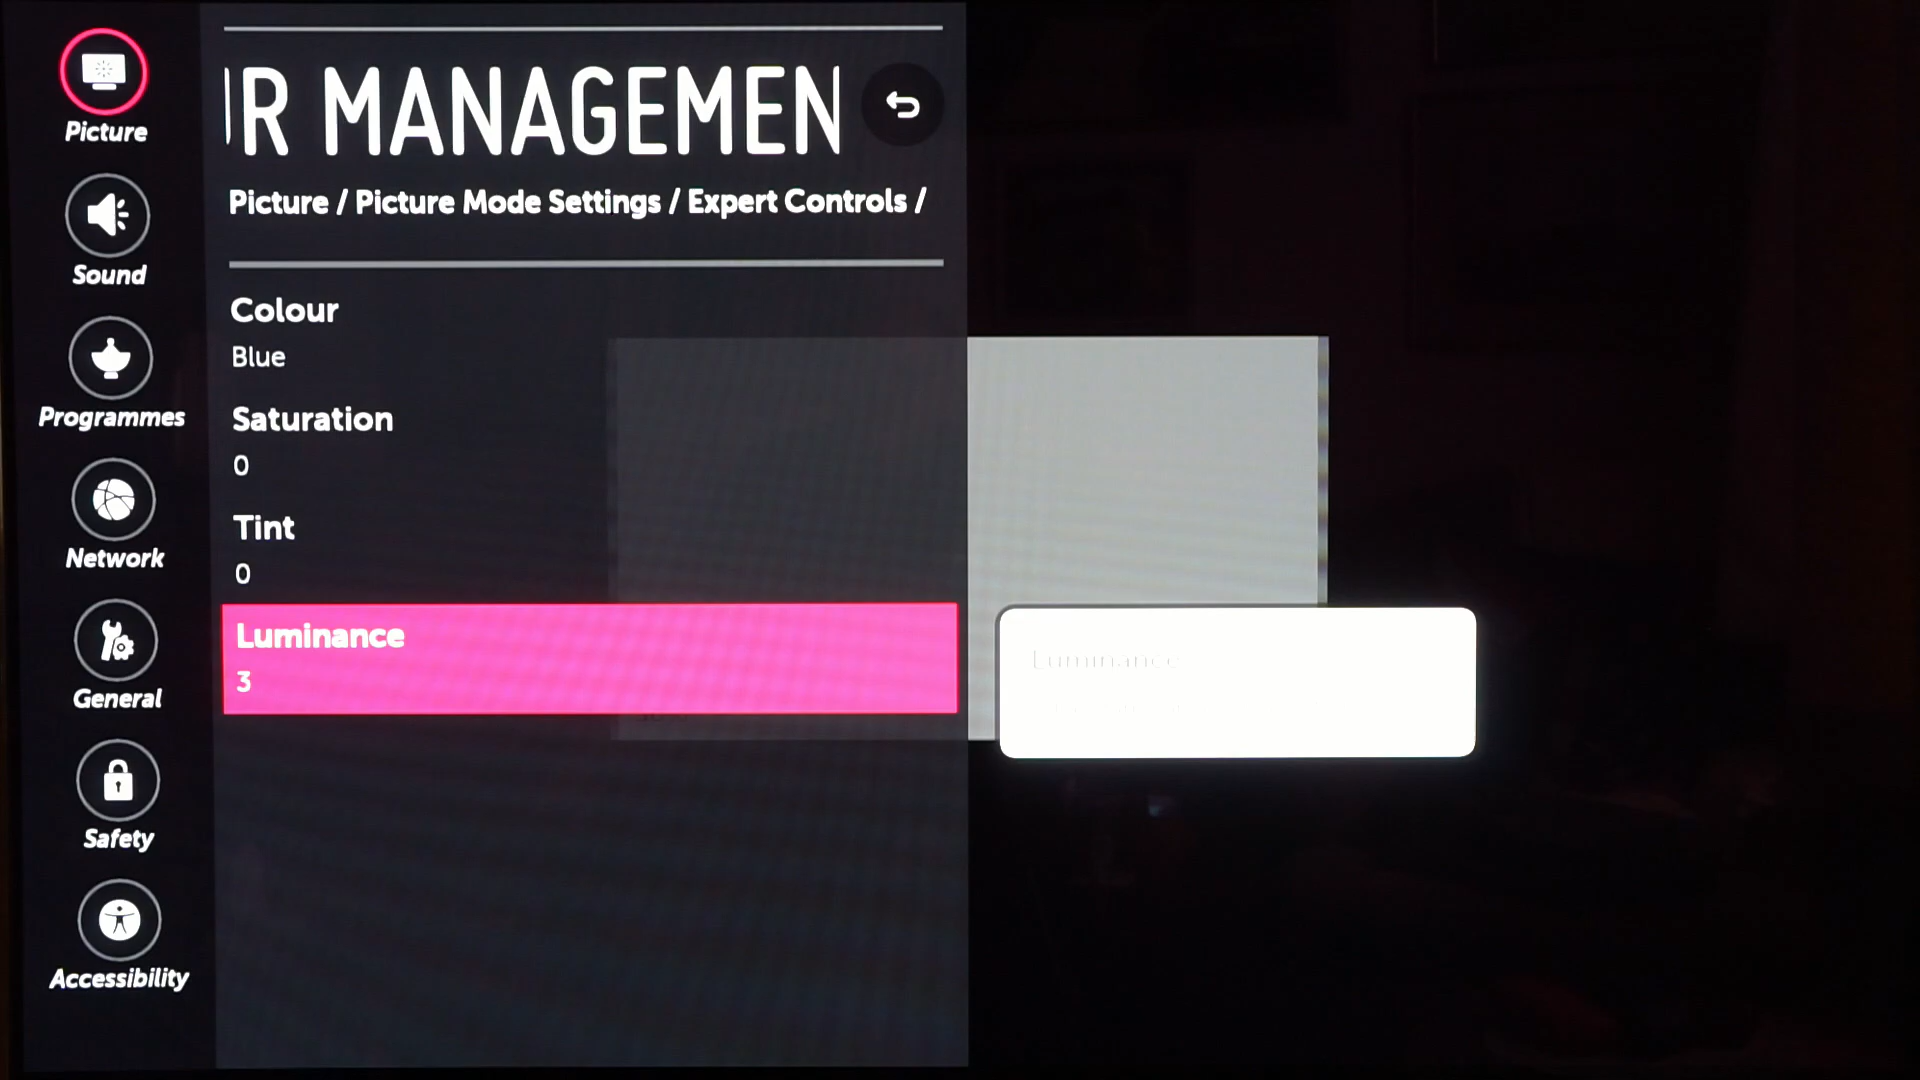 Picture
Sound
Programmes
Network
General
Safety
Accessibility
R MANAGEMEN
Picture / Picture Mode Settings / Expert Controls /
Colour
Blue
Saturation
0
Tint
0
Luminance
3
Luminance